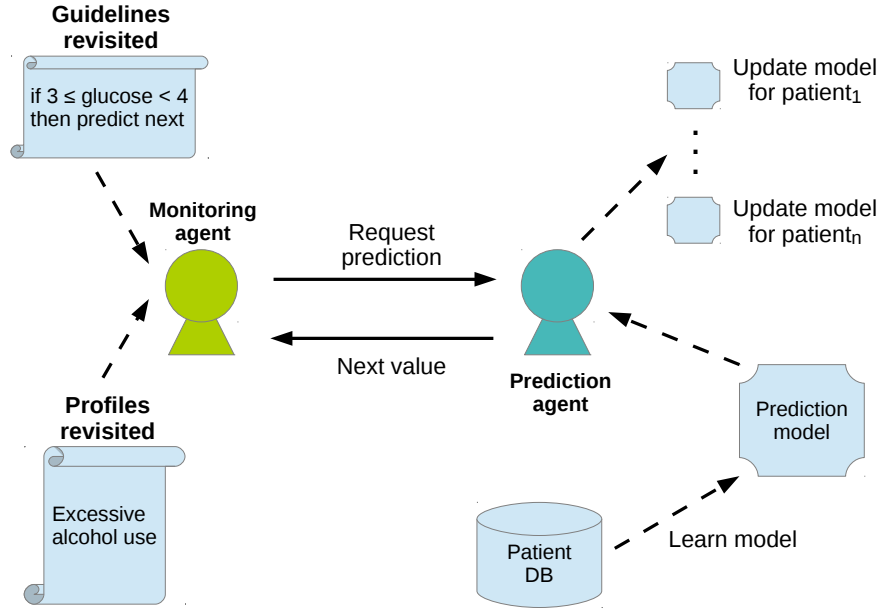 Guidelines
revisited
if 3 ≤ glucose < 4
then predict next
Update model
for patient₁
Update model
for patientₙ
Monitoring
agent
Request
prediction
Next value
Prediction
agent
Profiles
revisited
Excessive
alcohol use
Prediction
model
Learn model
Patient
DB